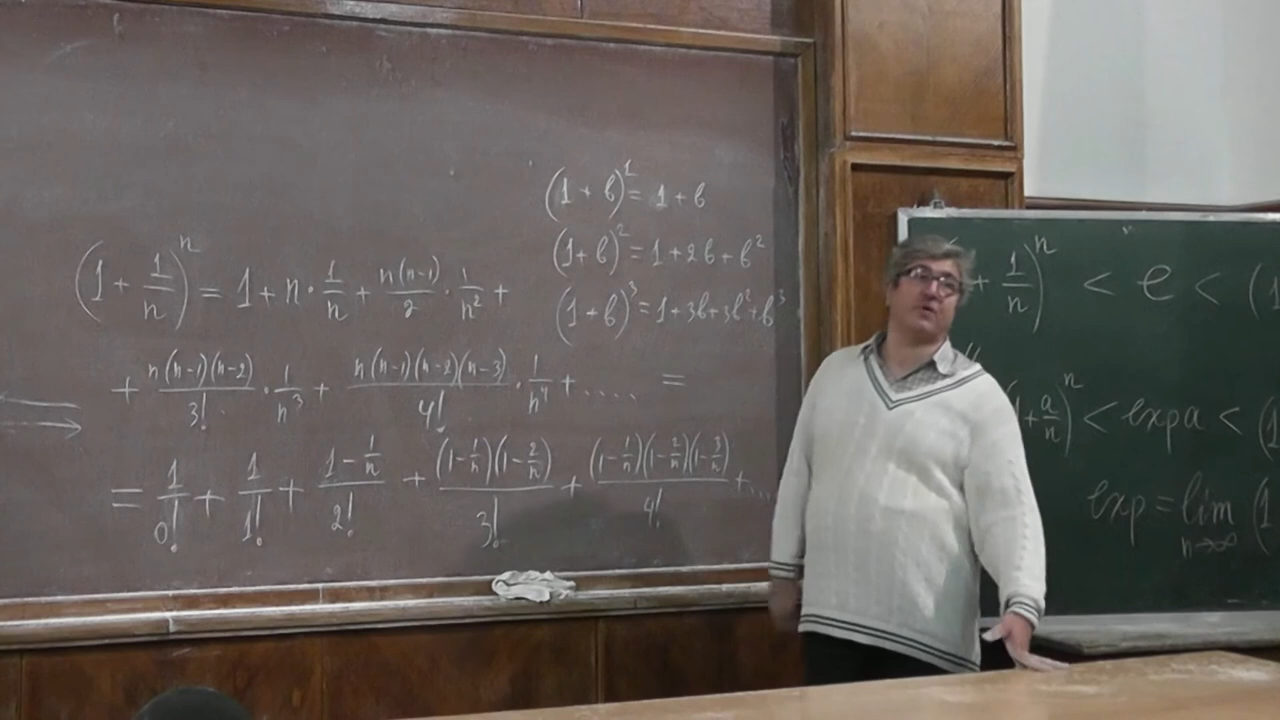 (1 + b)^1 = 1 + b
(1+b)^2 = 1+2b+b^2
(1+b)^3 = 1+3b+3b^2+b^3
(1 + 1/n)^n = 1 + n · 1/n + n(n-1)/2 · 1/n^2 +
+ n(n-1)(n-2)/3! · 1/n^3 + n(n-1)(n-2)(n-3)/4! · 1/n^4 + .... =
= 1/0! + 1/1! + (1-1/n)/2! + (1-1/n)(1-2/n)/3! + (1-1/n)(1-2/n)(1-3/n)/4! + ...
+ 1/n)^n < e < (1
1+a/n)^n < exp a < (1
exp = lim n→∞ (1